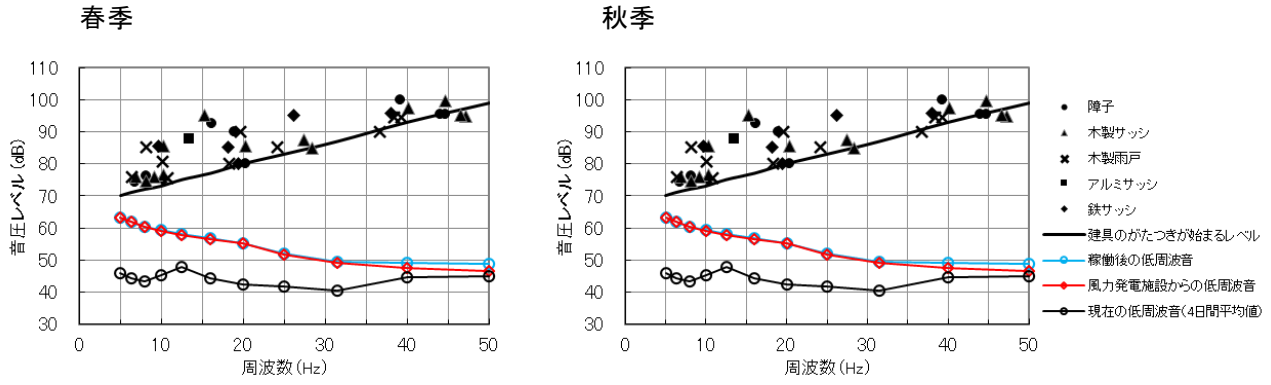 春季
秋季
110
100
90
80
70
60
50
40
30
音圧レベル(dB)
0
10
20
30
40
50
周波数(Hz)
110
100
90
80
70
60
50
40
30
音圧レベル(dB)
0
10
20
30
40
50
周波数(Hz)
障子
木製サッシ
木製雨戸
アルミサッシ
鉄サッシ
建具のがたつきが始まるレベル
稼働後の低周波音
風力発電施設からの低周波音
現在の低周波音(4日間平均値)